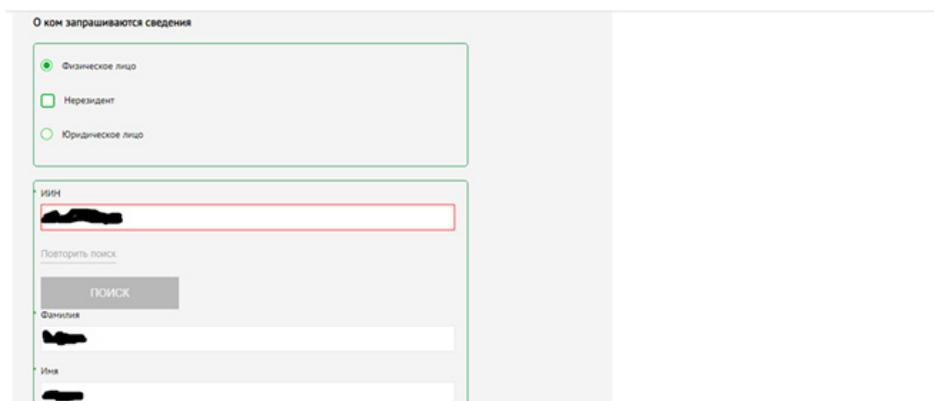 О ком запрашиваются сведения
Физическое лицо
Нерезидент
Юридическое лицо
* ИИН
Повторить поиск
ПОИСК
* Фамилия
* Имя